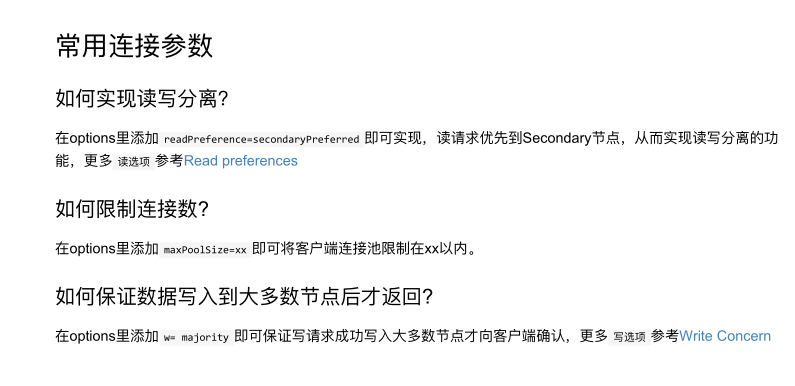 常用连接参数
如何实现读写分离?
在options里添加 readPreference=secondaryPreferred 即可实现，读请求优先到Secondary节点，从而实现读写分离的功
能，更多 读选项 参考Read preferences
如何限制连接数?
在options里添加 maxPoolSize=xx 即可将客户端连接池限制在xx以内。
如何保证数据写入到大多数节点后才返回?
在options里添加 w= majority 即可保证写请求成功写入大多数节点才向客户端确认，更多 写选项 参考Write Concern